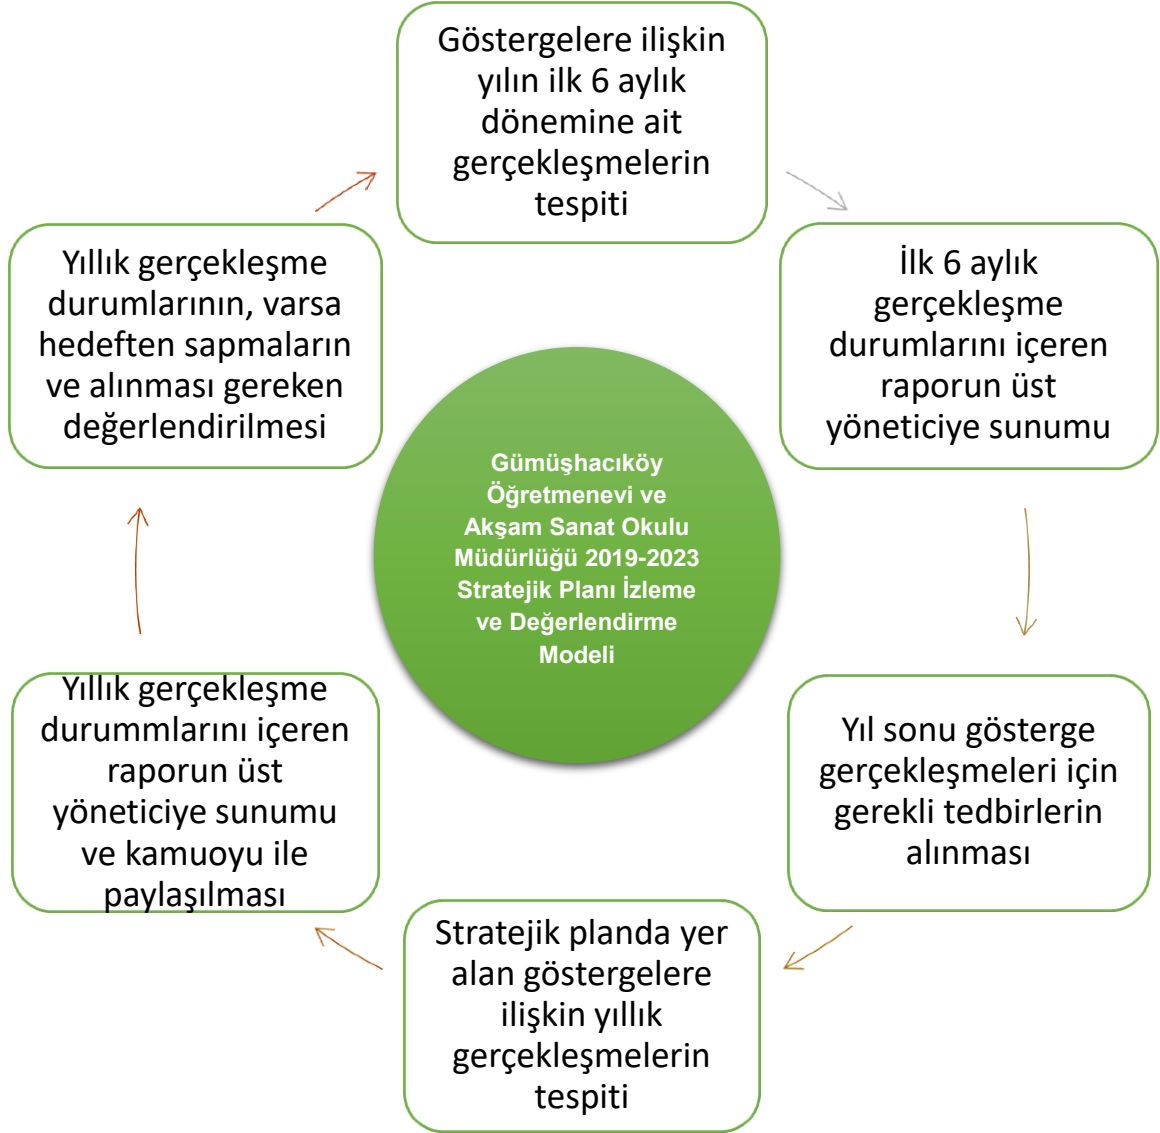 Göstergelere ilişkin
yılın ilk 6 aylık
dönemine ait
gerçekleşmelerin
tespiti
İlk 6 aylık
gerçekleşme
durumlarını içeren
raporun üst
yöneticiye sunumu
Yıl sonu gösterge
gerçekleşmeleri için
gerekli tedbirlerin
alınması
Stratejik planda yer
alan göstergelere
ilişkin yıllık
gerçekleşmelerin
tespiti
Yıllık gerçekleşme
durummlarını içeren
raporun üst
yöneticiye sunumu
ve kamuoyu ile
paylaşılması
Yıllık gerçekleşme
durumlarının, varsa
hedeften sapmaların
ve alınması gereken
değerlendirilmesi
Gümüşhacıköy
Öğretmenevi ve
Akşam Sanat Okulu
Müdürlüğü 2019-2023
Stratejik Planı İzleme
ve Değerlendirme
Modeli